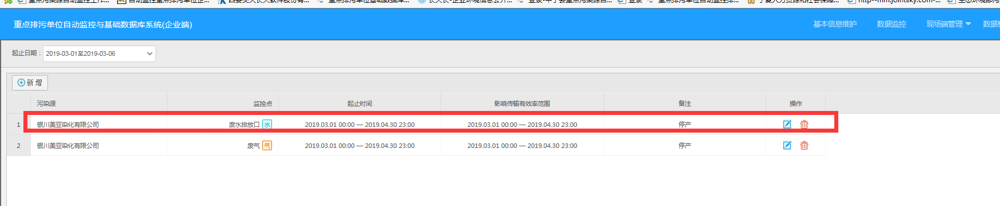 重点排污单位自动监控与基础数据库系统(企业端)
基本信息维护 数据监控 现场端管理
起止日期： 2019-03-01至2019-03-06
新 增
污染源 监控点 起止时间 影响传输有效率范围 备注 操作
1 银川美亚染化有限公司 废水排放口 水 2019.03.01 00:00 — 2019.04.30 23:00 2019.03.01 00:00 — 2019.04.30 23:00 停产
2 银川美亚染化有限公司 废气 气 2019.03.01 00:00 — 2019.04.30 23:00 2019.03.01 00:00 — 2019.04.30 23:00 停产